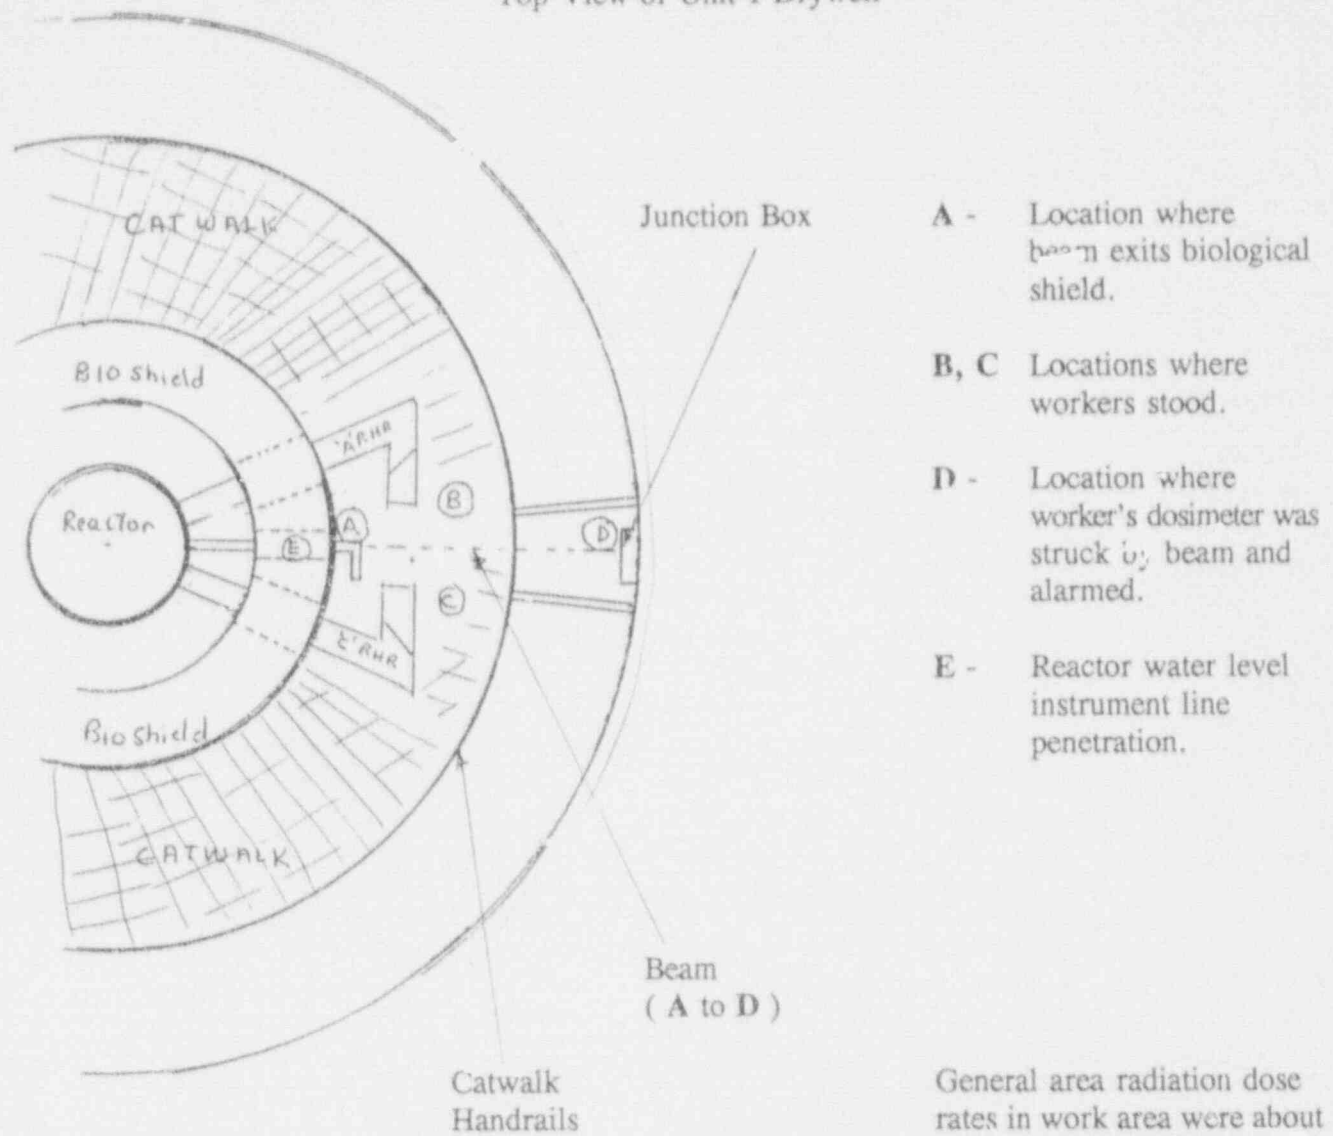 Top View of Unit 1 Drywell
CATWALK
Junction Box
BIO Shield
'A' RHR
Reactor
A
B
E
D
C
'C' RHR
BIO Shield
CATWALK
Beam
( A to D )
Catwalk
Handrails
A - Location where
beam exits biological
shield.
B, C Locations where
workers stood.
D - Location where
worker's dosimeter was
struck by beam and
alarmed.
E - Reactor water level
instrument line
penetration.
General area radiation dose
rates in work area were about